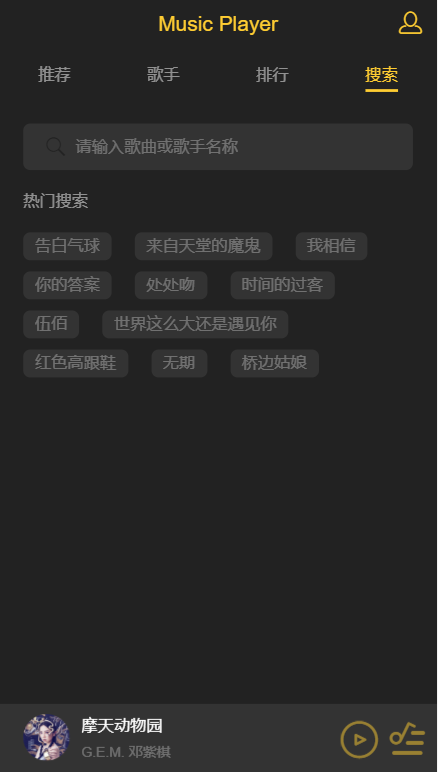 Music Player
推荐 歌手 排行 搜索
请输入歌曲或歌手名称
热门搜索
告白气球 来自天堂的魔鬼 我相信
你的答案 处处吻 时间的过客
伍佰 世界这么大还是遇见你
红色高跟鞋 无期 桥边姑娘
摩天动物园
G.E.M. 邓紫棋